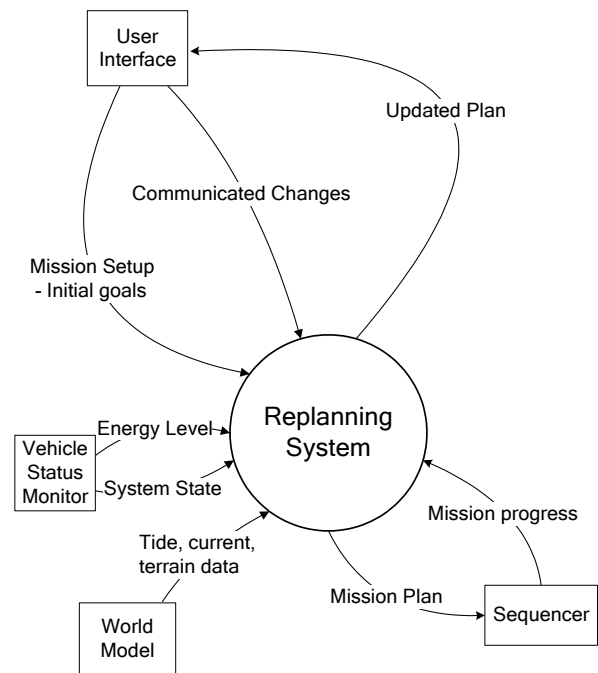 User
Interface
Updated Plan
Communicated Changes
Mission Setup
- Initial goals
Replanning
System
Energy Level
Vehicle
Status
Monitor
System State
Mission progress
Tide, current,
terrain data
Mission Plan
Sequencer
World
Model